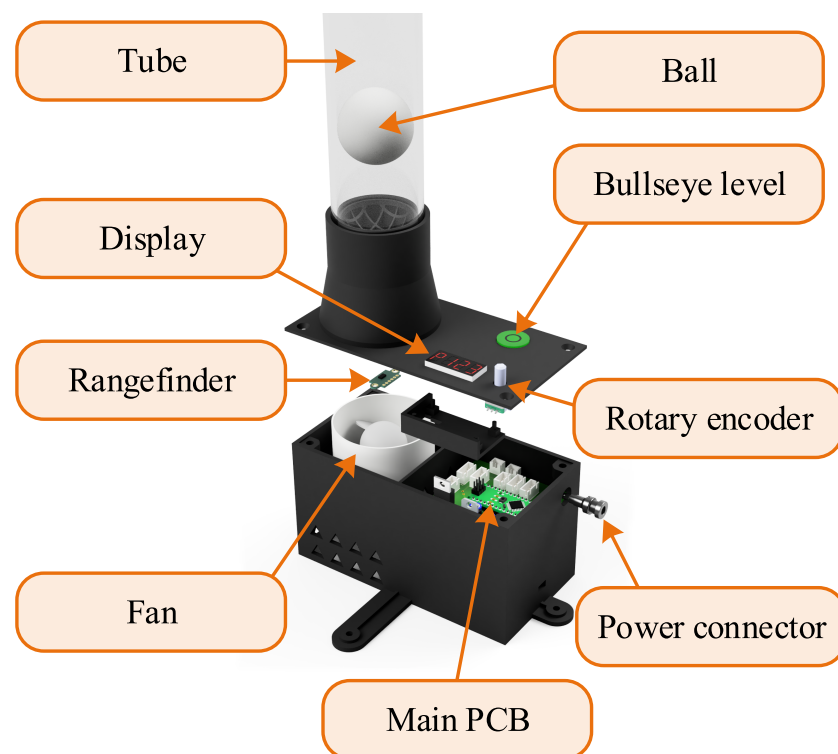 Tube
Ball
Bullseye level
Display
P123
Rangefinder
Rotary encoder
Fan
Power connector
Main PCB